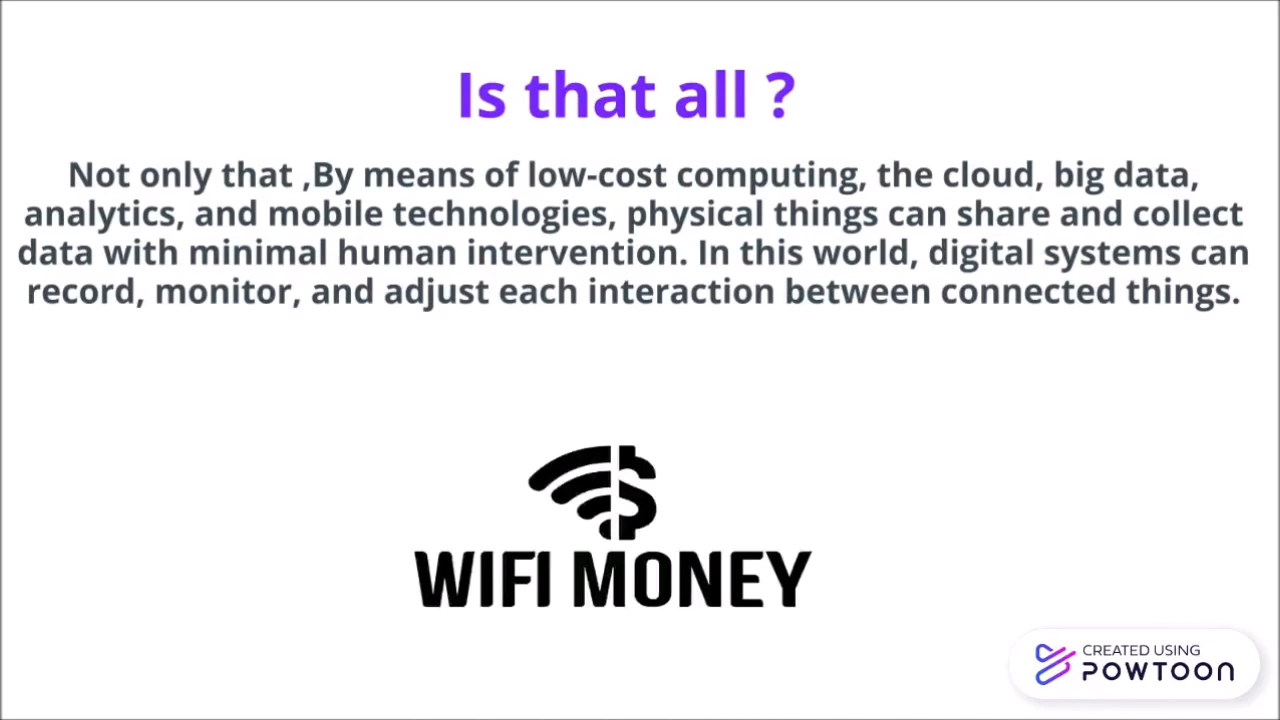 Is that all ?
Not only that ,By means of low-cost computing, the cloud, big data,
analytics, and mobile technologies, physical things can share and collect
data with minimal human intervention. In this world, digital systems can
record, monitor, and adjust each interaction between connected things.
WIFI MONEY
CREATED USING
POWTOON